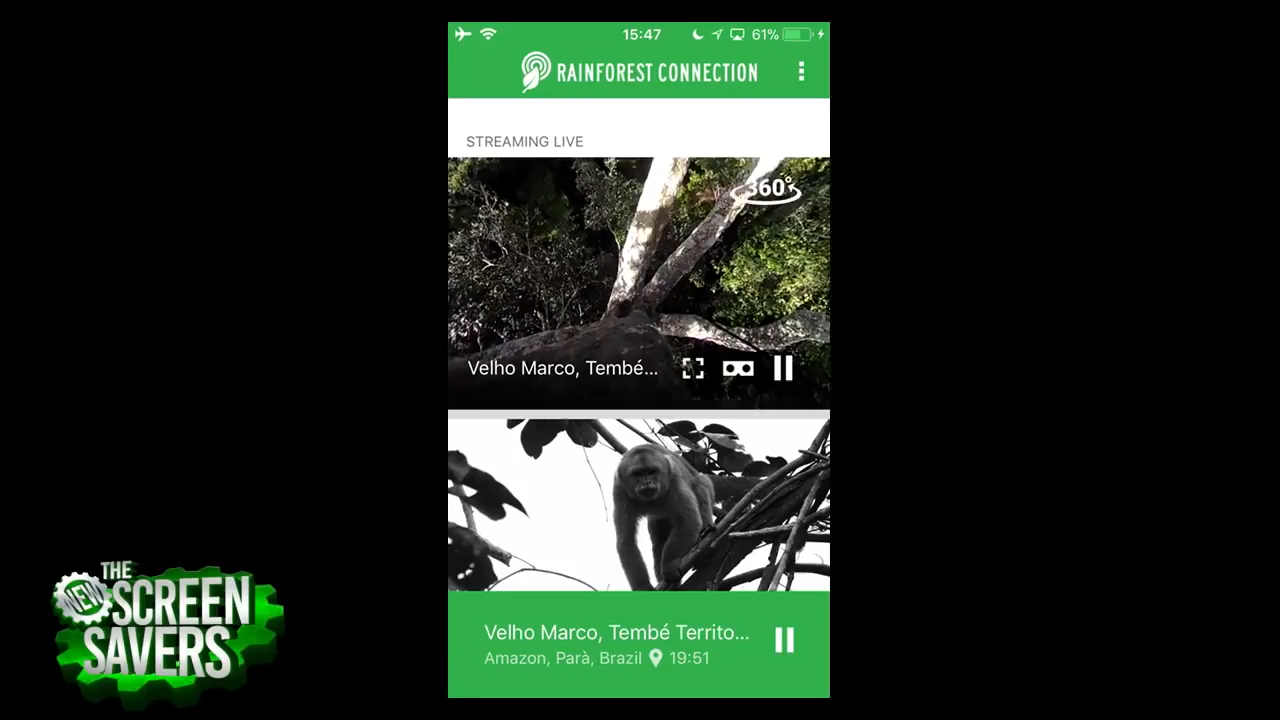 15:47
61%
RAINFOREST CONNECTION
STREAMING LIVE
360°
Velho Marco, Tembé...
Velho Marco, Tembé Territo...
Amazon, Parà, Brazil 19:51
THE
NEW
SCREEN
SAVERS